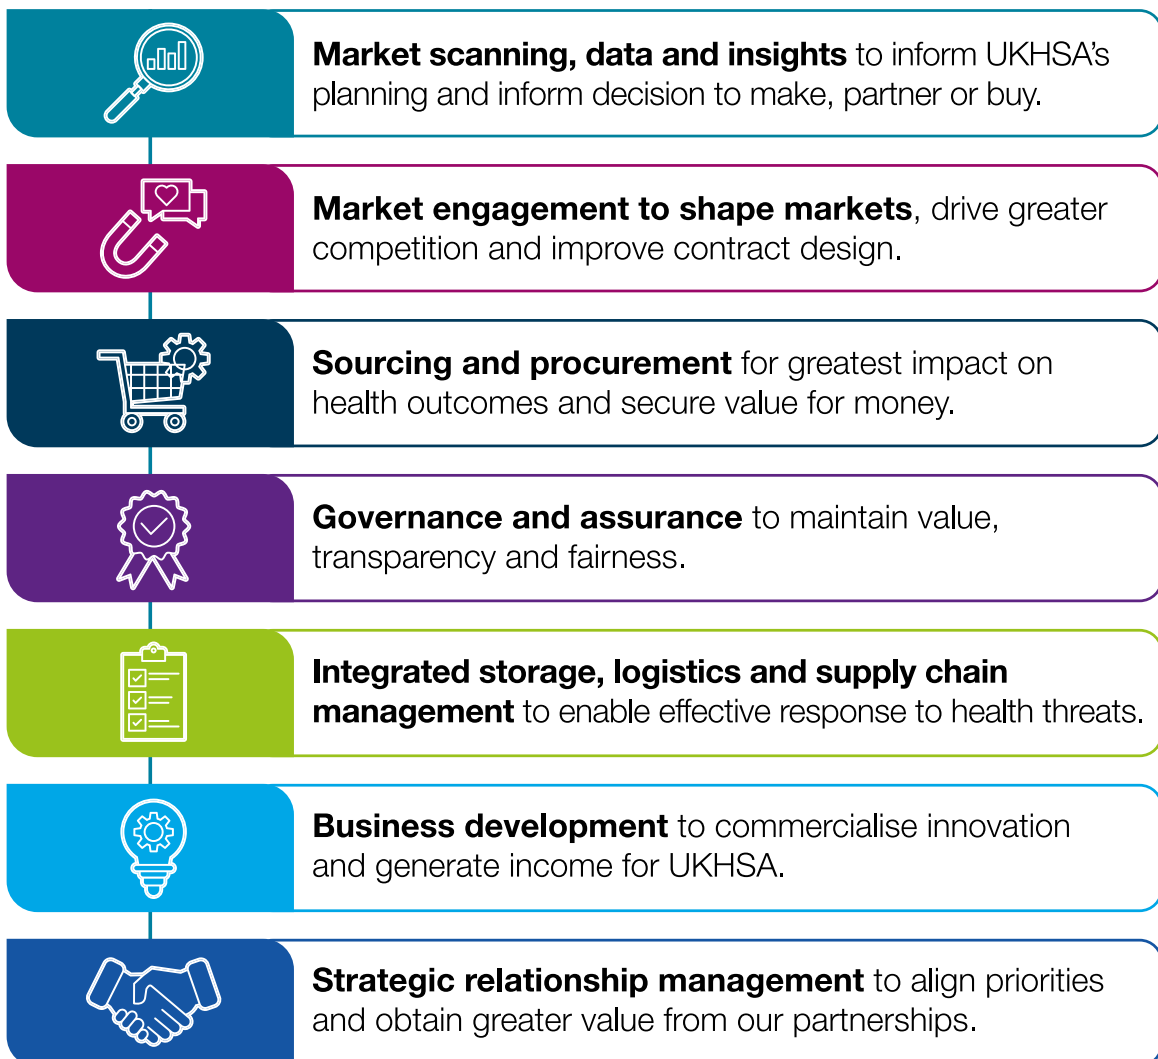 Market scanning, data and insights to inform UKHSA’s
planning and inform decision to make, partner or buy.
Market engagement to shape markets, drive greater
competition and improve contract design.
Sourcing and procurement for greatest impact on
health outcomes and secure value for money.
Governance and assurance to maintain value,
transparency and fairness.
Integrated storage, logistics and supply chain
management to enable effective response to health threats.
Business development to commercialise innovation
and generate income for UKHSA.
Strategic relationship management to align priorities
and obtain greater value from our partnerships.